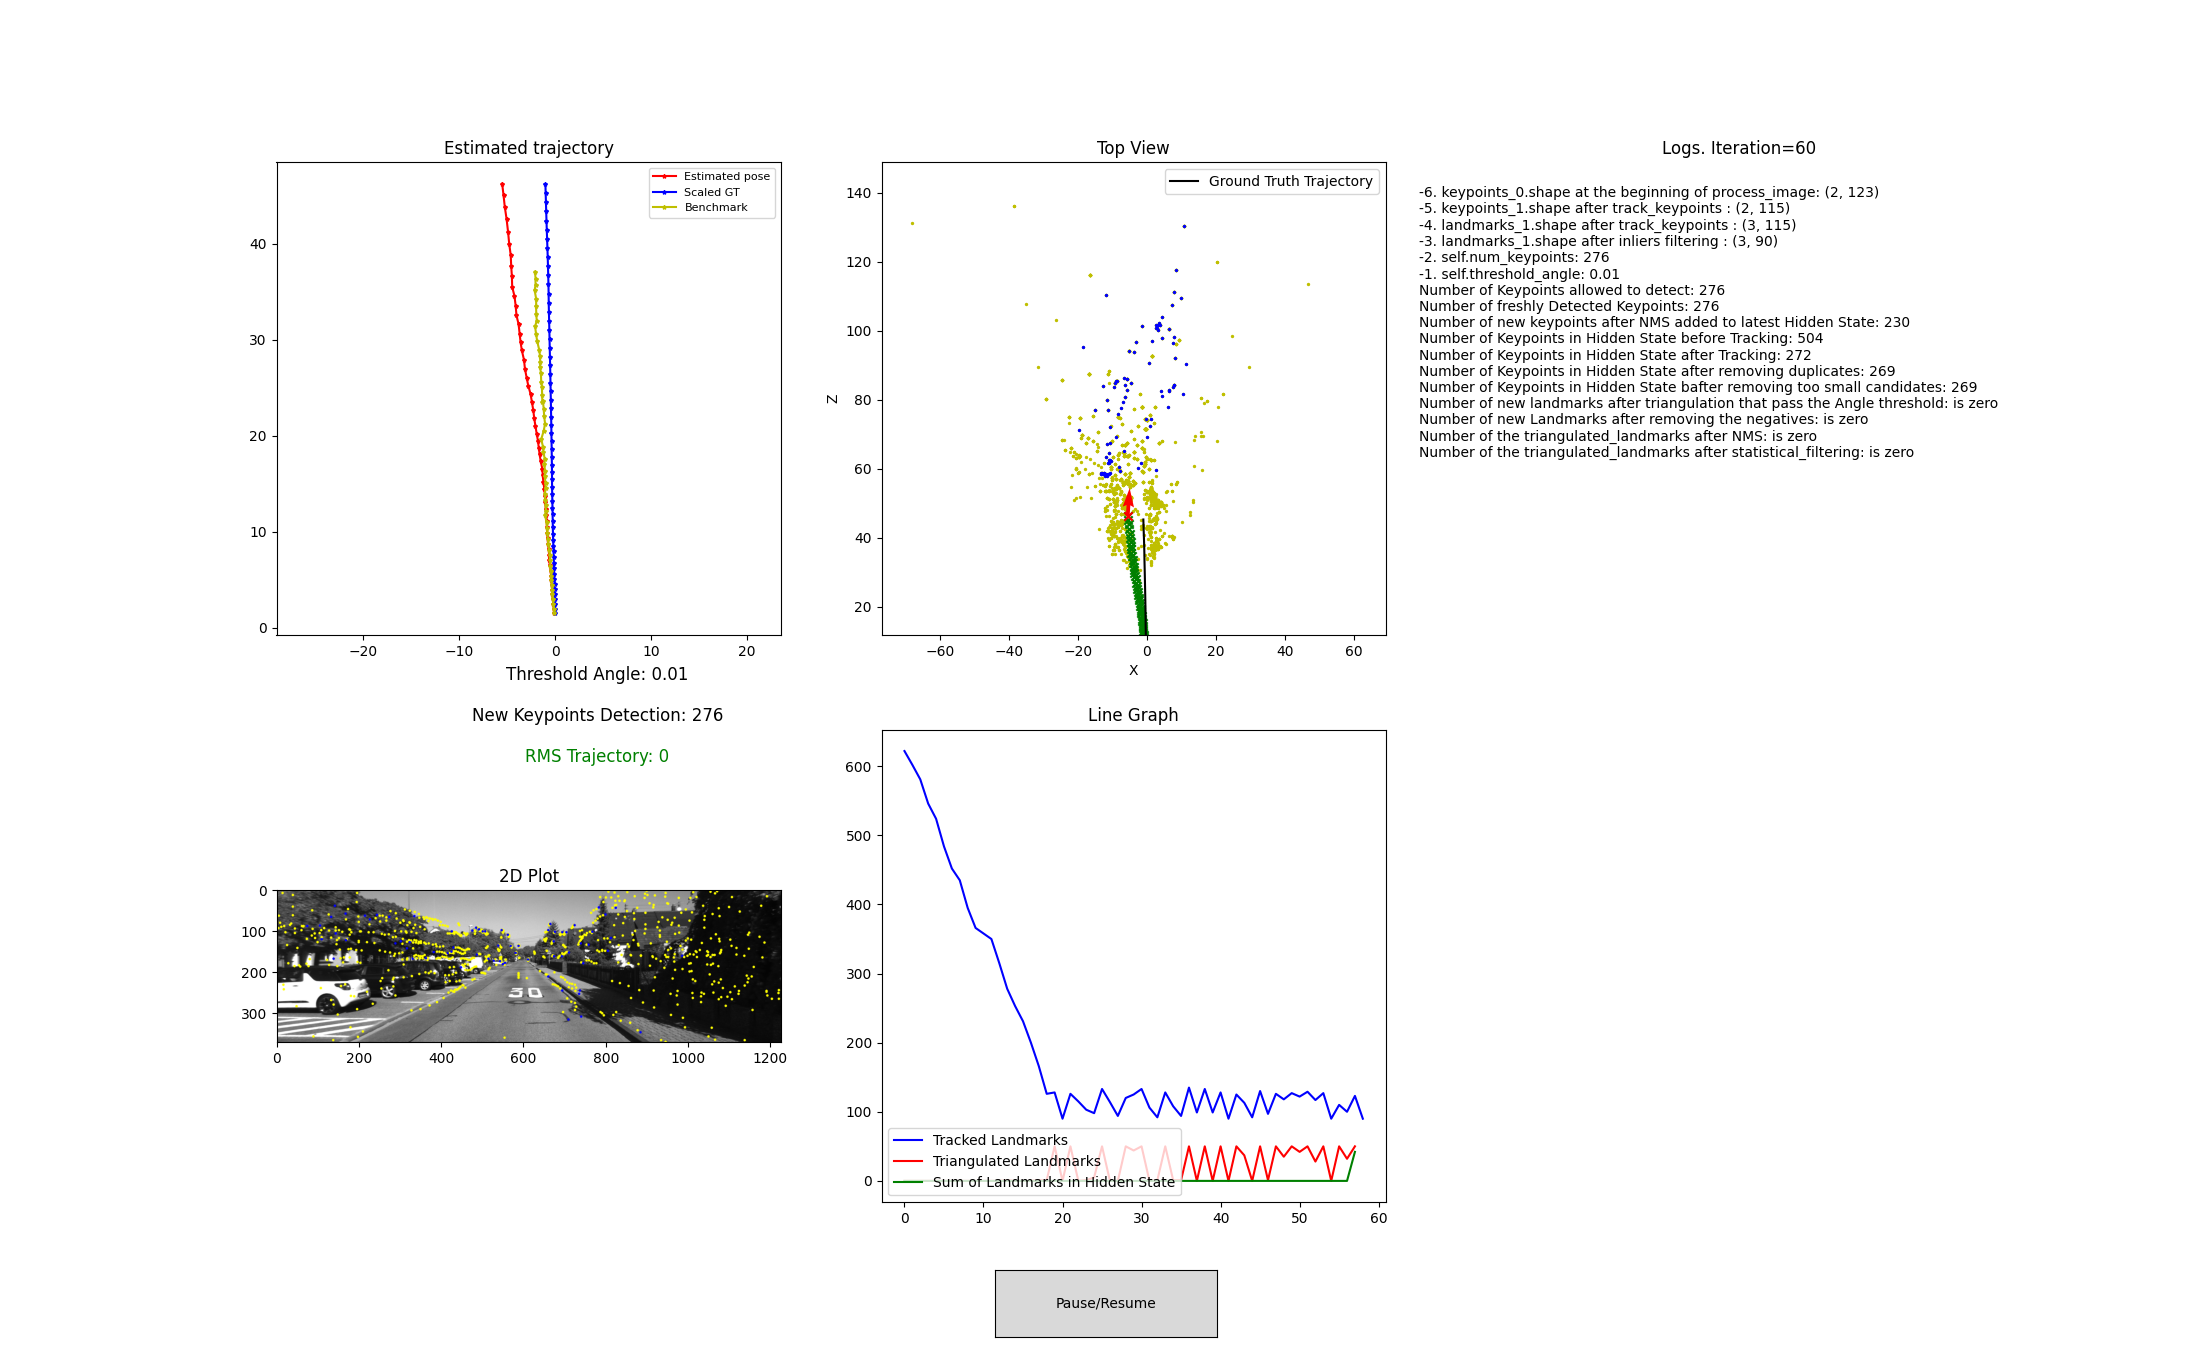 Estimated trajectory
Estimated pose
Scaled GT
Benchmark
40
30
20
10
0
−20 −10 0 10 20
Threshold Angle: 0.01
New Keypoints Detection: 276
RMS Trajectory: 0
Top View
Ground Truth Trajectory
Z
140
120
100
80
60
40
20
−60 −40 −20 0 20 40 60
X
Logs. Iteration=60
-6. keypoints_0.shape at the beginning of process_image: (2, 123)
-5. keypoints_1.shape after track_keypoints : (2, 115)
-4. landmarks_1.shape after track_keypoints : (3, 115)
-3. landmarks_1.shape after inliers filtering : (3, 90)
-2. self.num_keypoints: 276
-1. self.threshold_angle: 0.01
Number of Keypoints allowed to detect: 276
Number of freshly Detected Keypoints: 276
Number of new keypoints after NMS added to latest Hidden State: 230
Number of Keypoints in Hidden State before Tracking: 504
Number of Keypoints in Hidden State after Tracking: 272
Number of Keypoints in Hidden State after removing duplicates: 269
Number of Keypoints in Hidden State bafter removing too small candidates: 269
Number of new landmarks after triangulation that pass the Angle threshold: is zero
Number of new Landmarks after removing the negatives: is zero
Number of the triangulated_landmarks after NMS: is zero
Number of the triangulated_landmarks after statistical_filtering: is zero
2D Plot
0
100
200
300
30
0 200 400 600 800 1000 1200
Line Graph
600
500
400
300
200
100
0
Tracked Landmarks
Triangulated Landmarks
Sum of Landmarks in Hidden State
0 10 20 30 40 50 60
Pause/Resume